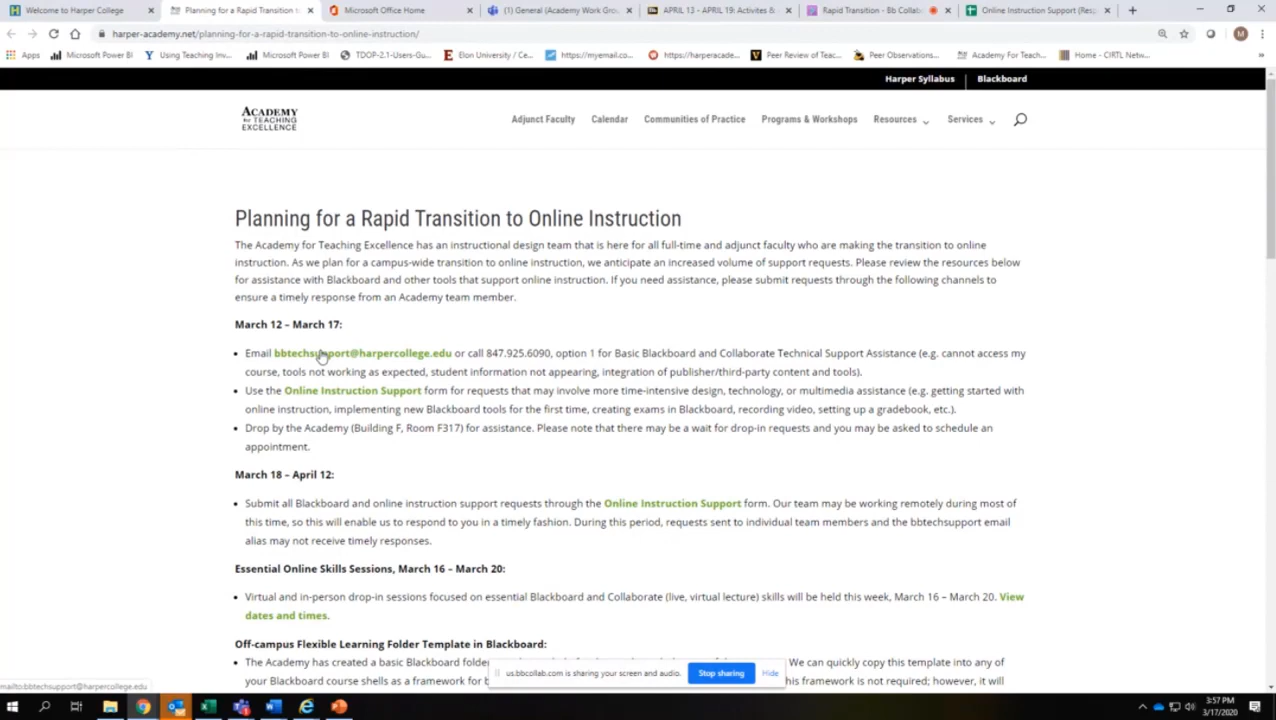 Welcome to Harper College
Planning for a Rapid Transition t
Microsoft Office Home
(1) General (Academy Work Gro
APRIL 13 - APRIL 19: Activites &
Rapid Transition - Bb Collab
Online Instruction Support (Res
harper-academy.net/planning-for-a-rapid-transition-to-online-instruction/
Apps
Microsoft Power BI
Using Teaching Inv...
Microsoft Power BI
TDOP-2.1-Users-Gu...
Elon University / Ce...
https://myemail.co...
https://harperacade...
Peer Review of Teac...
Peer Observations...
Academy For Teach...
Home - CIRTL Netw...
Harper Syllabus
Blackboard
ACADEMY
for TEACHING
EXCELLENCE
Adjunct Faculty
Calendar
Communities of Practice
Programs & Workshops
Resources
Services
Planning for a Rapid Transition to Online Instruction
The Academy for Teaching Excellence has an instructional design team that is here for all full-time and adjunct faculty who are making the transition to online
instruction. As we plan for a campus-wide transition to online instruction, we anticipate an increased volume of support requests. Please review the resources below
for assistance with Blackboard and other tools that support online instruction. If you need assistance, please submit requests through the following channels to
ensure a timely response from an Academy team member.
March 12 – March 17:
• Email bbtechsupport@harpercollege.edu or call 847.925.6090, option 1 for Basic Blackboard and Collaborate Technical Support Assistance (e.g. cannot access my
course, tools not working as expected, student information not appearing, integration of publisher/third-party content and tools).
• Use the Online Instruction Support form for requests that may involve more time-intensive design, technology, or multimedia assistance (e.g. getting started with
online instruction, implementing new Blackboard tools for the first time, creating exams in Blackboard, recording video, setting up a gradebook, etc.).
• Drop by the Academy (Building F, Room F317) for assistance. Please note that there may be a wait for drop-in requests and you may be asked to schedule an
appointment.
March 18 – April 12:
• Submit all Blackboard and online instruction support requests through the Online Instruction Support form. Our team may be working remotely during most of
this time, so this will enable us to respond to you in a timely fashion. During this period, requests sent to individual team members and the bbtechsupport email
alias may not receive timely responses.
Essential Online Skills Sessions, March 16 – March 20:
• Virtual and in-person drop-in sessions focused on essential Blackboard and Collaborate (live, virtual lecture) skills will be held this week, March 16 – March 20. View
dates and times.
Off-campus Flexible Learning Folder Template in Blackboard:
• The Academy has created a basic Blackboard folder We can quickly copy this template into any of
your Blackboard course shells as a framework for b this framework is not required; however, it will
us.bbcollab.com is sharing your screen and audio.
Stop sharing
Hide
mailto:bbtechsupport@harpercollege.edu
3:57 PM
3/17/2020